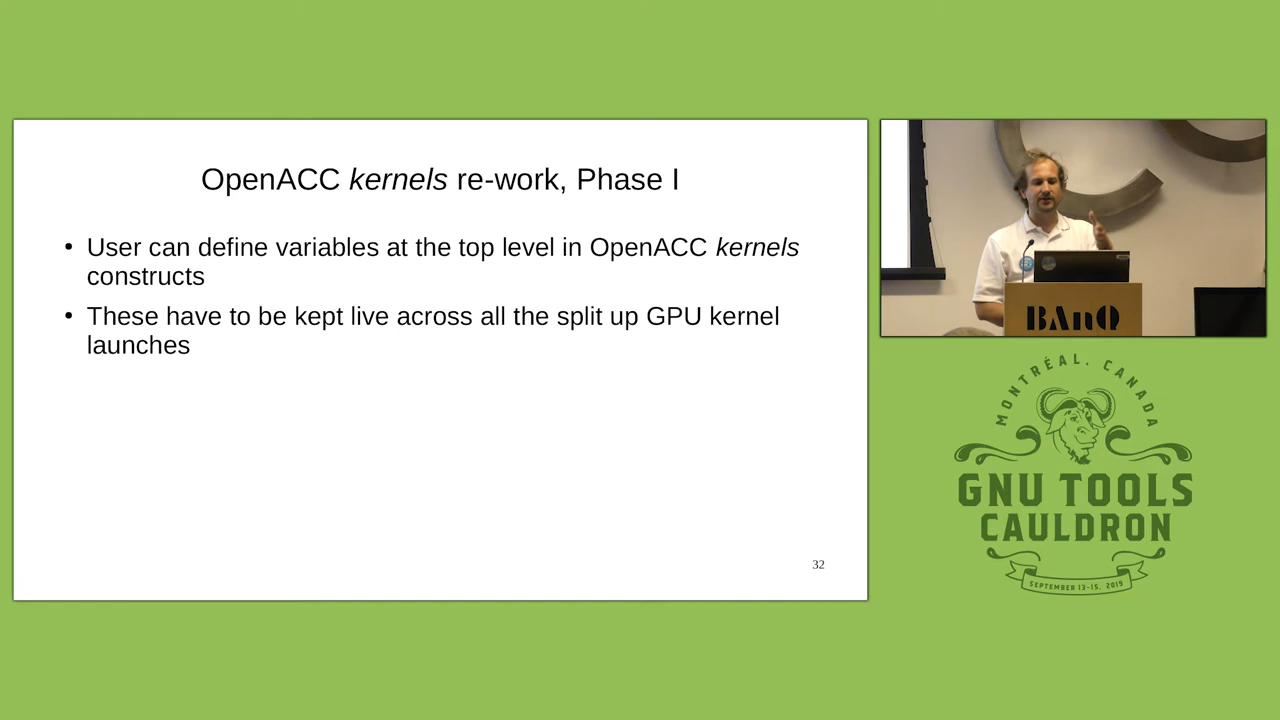 OpenACC kernels re-work, Phase I
• User can define variables at the top level in OpenACC kernels
constructs
• These have to be kept live across all the split up GPU kernel
launches
32
BAnQ
MONTRÉAL. CANADA
GNU TOOLS
CAULDRON
SEPTEMBER 13-15, 2019